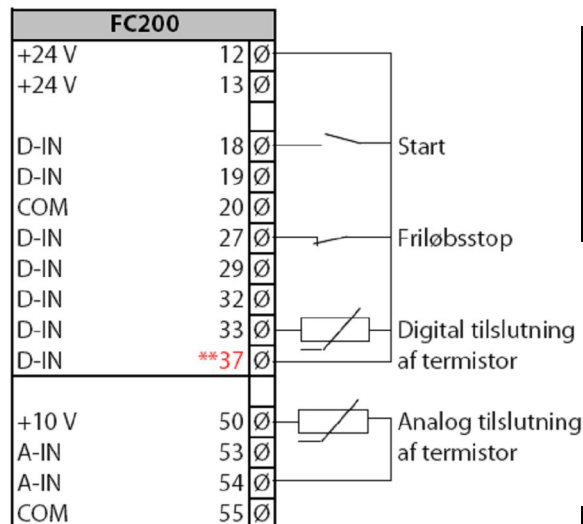 FC200
+24 V 12 Ø
+24 V 13 Ø
D-IN 18 Ø Start
D-IN 19 Ø
COM 20 Ø
D-IN 27 Ø Friløbsstop
D-IN 29 Ø
D-IN 32 Ø
D-IN 33 Ø Digital tilslutning
D-IN **37 Ø af termistor
+10 V 50 Ø Analog tilslutning
A-IN 53 Ø af termistor
A-IN 54 Ø
COM 55 Ø